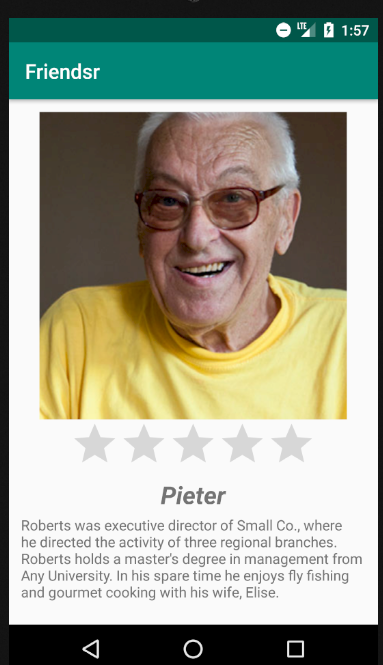 LTE 1:57
Friendsr
Pieter
Roberts was executive director of Small Co., where
he directed the activity of three regional branches.
Roberts holds a master's degree in management from
Any University. In his spare time he enjoys fly fishing
and gourmet cooking with his wife, Elise.